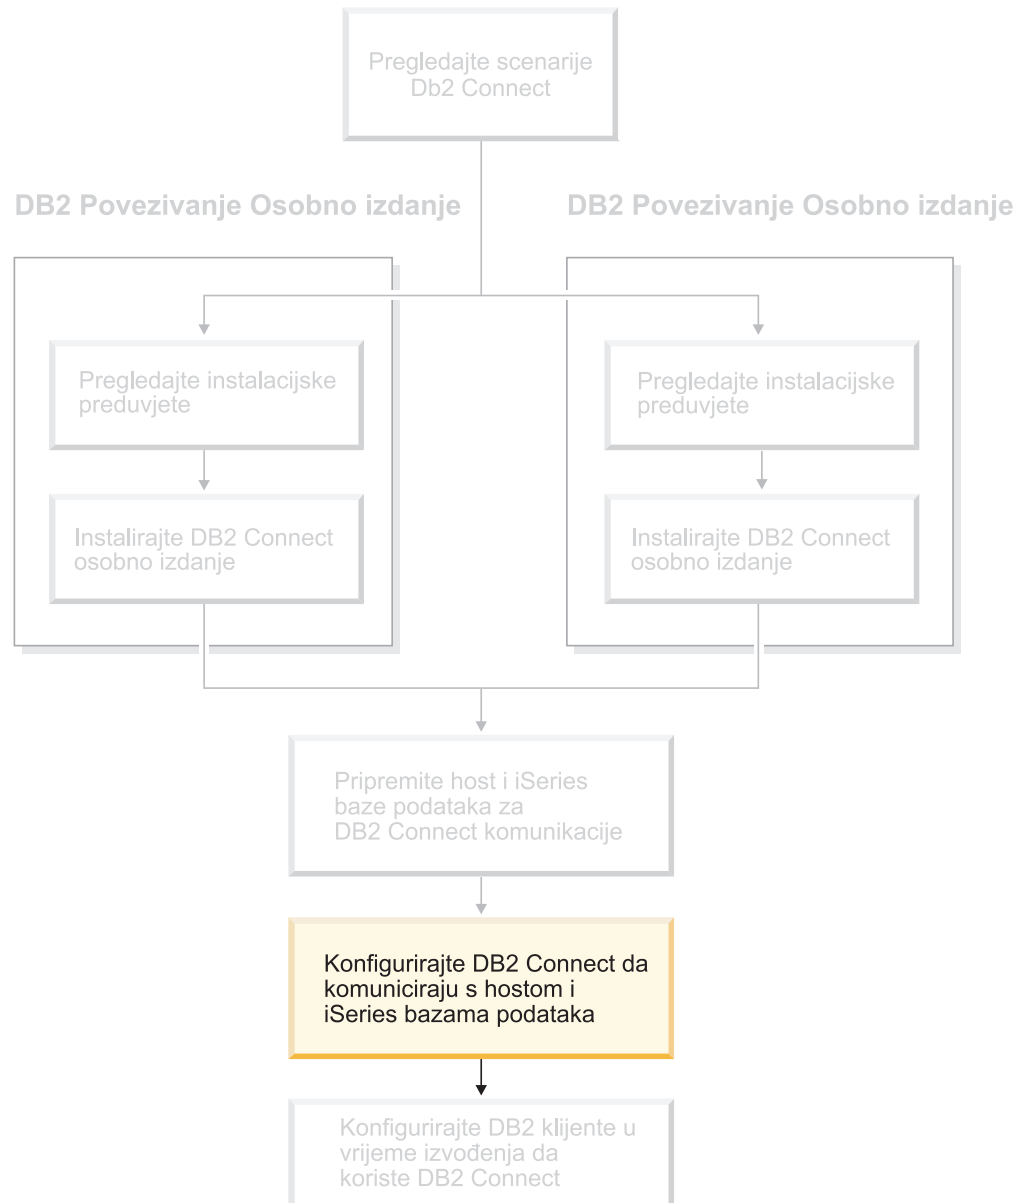 Pregledajte scenarije
Db2 Connect
DB2 Povezivanje Osobno izdanje
DB2 Povezivanje Osobno izdanje
Pregledajte instalacijske
preduvjete
Pregledajte instalacijske
preduvjete
Instalirajte DB2 Connect
osobno izdanje
Instalirajte DB2 Connect
osobno izdanje
Pripremite host i iSeries
baze podataka za
DB2 Connect komunikacije
Konfigurirajte DB2 Connect da
komuniciraju s hostom i
iSeries bazama podataka
Konfigurirajte DB2 klijente u
vrijeme izvođenja da
koriste DB2 Connect